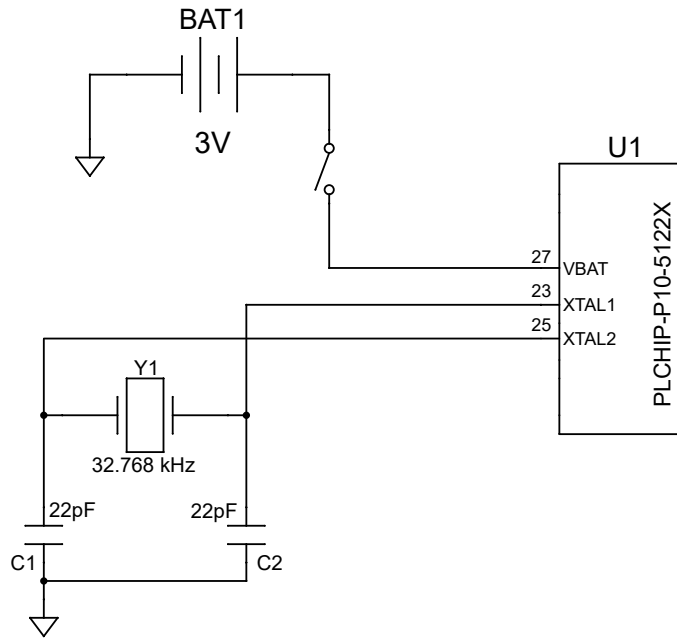 BAT1
3V
U1
PLCHIP-P10-5122X
27
VBAT
23
XTAL1
25
XTAL2
Y1
32.768 kHz
22pF
22pF
C1
C2